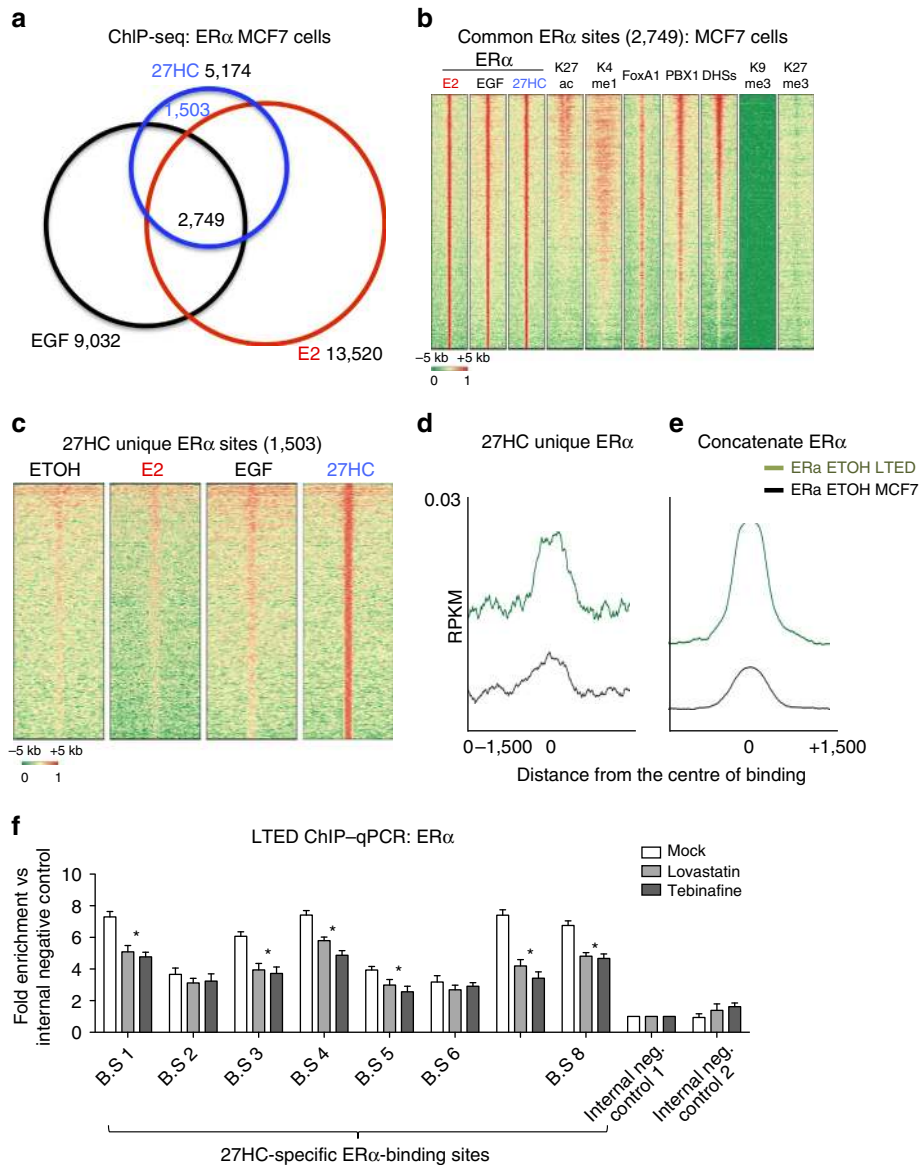 a
ChIP-seq: ERα MCF7 cells
27HC 5,174
1,503
2,749
EGF 9,032
E2 13,520
b
Common ERα sites (2,749): MCF7 cells
ERα
E2 EGF 27HC K27 ac K4 me1 FoxA1 PBX1 DHSs K9 me3 K27 me3
–5 kb +5 kb
0 1
c
27HC unique ERα sites (1,503)
ETOH E2 EGF 27HC
–5 kb +5 kb
0 1
d
27HC unique ERα
0.03
RPKM
0–1,500 0
e
Concatenate ERα
ERa ETOH LTED
ERa ETOH MCF7
0 +1,500
Distance from the centre of binding
f
LTED ChIP–qPCR: ERα
Mock
Lovastatin
Tebinafine
Fold enrichment vs
internal negative control
10
8
6
4
2
0
* * * * * *
B.S 1 B.S 2 B.S 3 B.S 4 B.S 5 B.S 6 B.S 8
Internal neg. control 1
Internal neg. control 2
27HC-specific ERα-binding sites